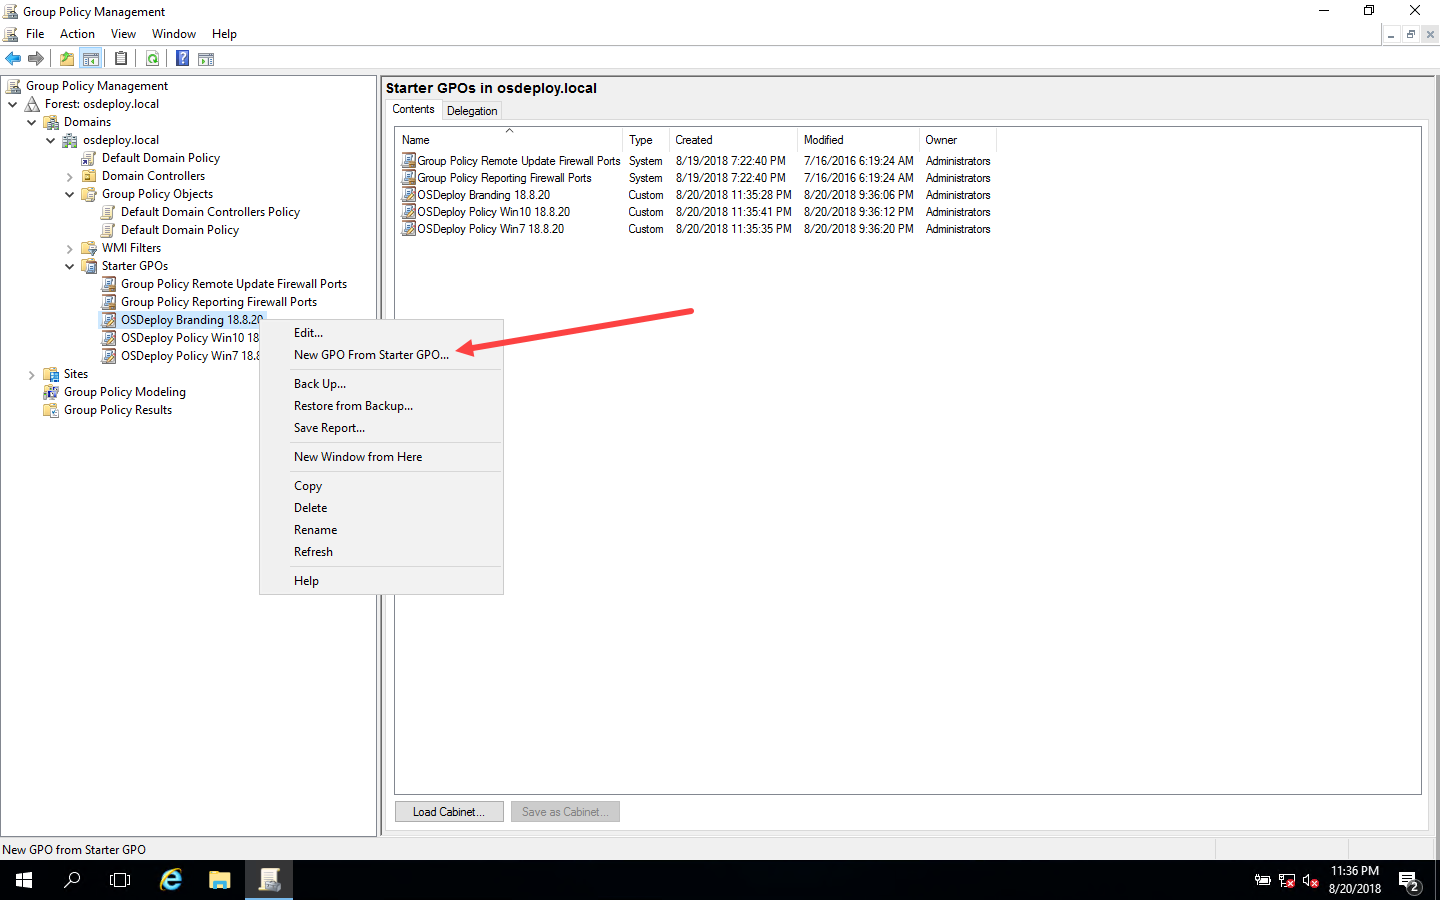 Group Policy Management
File Action View Window Help
Group Policy Management
Forest: osdeploy.local
Domains
osdeploy.local
Default Domain Policy
Domain Controllers
Group Policy Objects
Default Domain Controllers Policy
Default Domain Policy
WMI Filters
Starter GPOs
Group Policy Remote Update Firewall Ports
Group Policy Reporting Firewall Ports
OSDeploy Branding 18.8.20
OSDeploy Policy Win10 18
OSDeploy Policy Win7 18.8
Sites
Group Policy Modeling
Group Policy Results
Edit...
New GPO From Starter GPO...
Back Up...
Restore from Backup...
Save Report...
New Window from Here
Copy
Delete
Rename
Refresh
Help
Starter GPOs in osdeploy.local
Contents Delegation
Name Type Created Modified Owner
Group Policy Remote Update Firewall Ports System 8/19/2018 7:22:40 PM 7/16/2016 6:19:24 AM Administrators
Group Policy Reporting Firewall Ports System 8/19/2018 7:22:40 PM 7/16/2016 6:19:24 AM Administrators
OSDeploy Branding 18.8.20 Custom 8/20/2018 11:35:28 PM 8/20/2018 9:36:06 PM Administrators
OSDeploy Policy Win10 18.8.20 Custom 8/20/2018 11:35:41 PM 8/20/2018 9:36:12 PM Administrators
OSDeploy Policy Win7 18.8.20 Custom 8/20/2018 11:35:35 PM 8/20/2018 9:36:20 PM Administrators
Load Cabinet... Save as Cabinet...
New GPO from Starter GPO
11:36 PM
8/20/2018
2